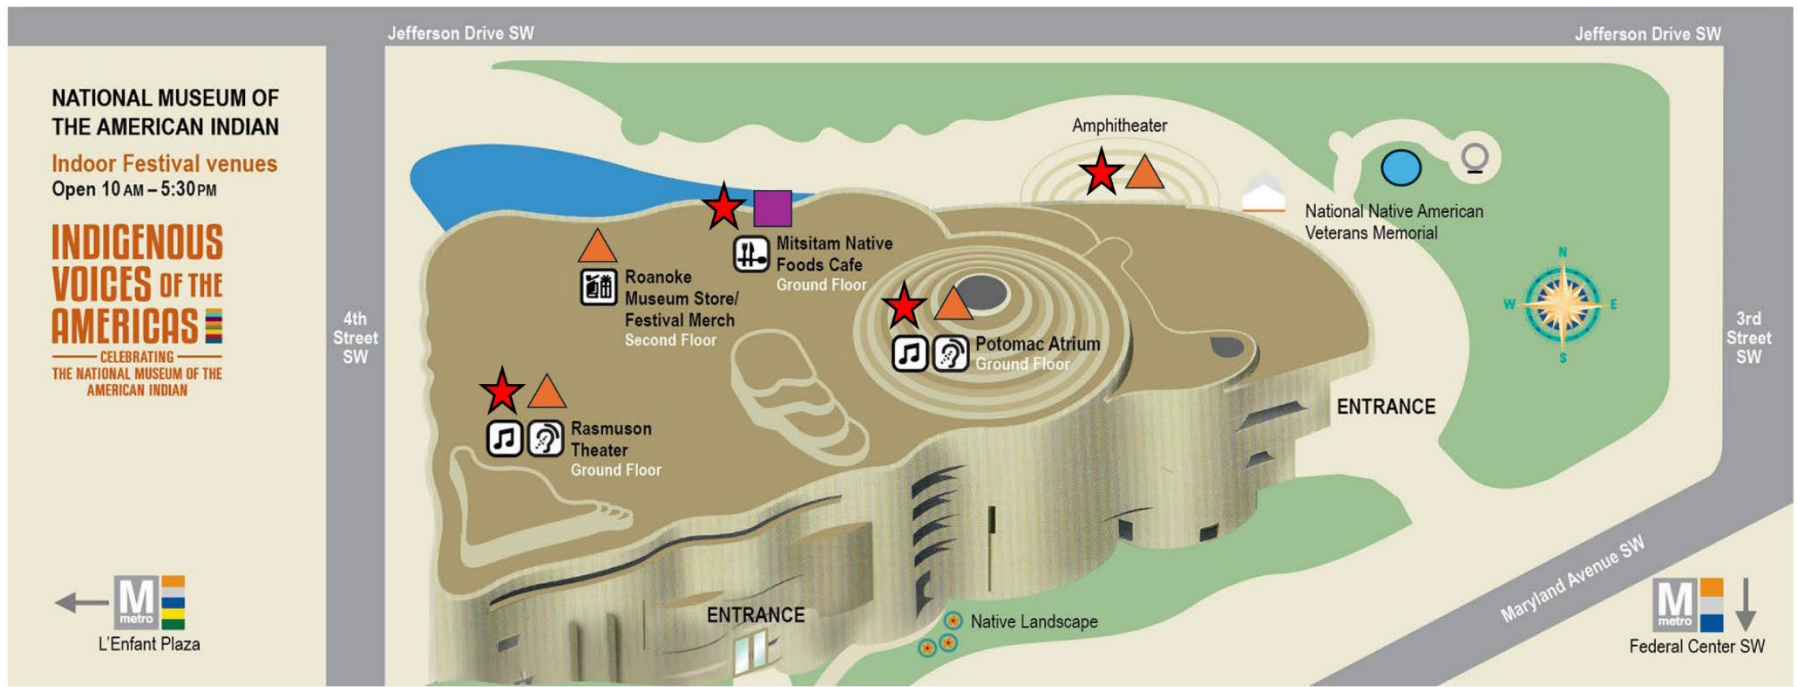 Jefferson Drive SW
Jefferson Drive SW
NATIONAL MUSEUM OF
THE AMERICAN INDIAN
Indoor Festival venues
Open 10 AM – 5:30 PM
INDIGENOUS
VOICES OF THE
AMERICAS
CELEBRATING
THE NATIONAL MUSEUM OF THE
AMERICAN INDIAN
M
metro
L'Enfant Plaza
4th
Street
SW
Amphitheater
National Native American
Veterans Memorial
Mitsitam Native
Foods Cafe
Ground Floor
Roanoke
Museum Store/
Festival Merch
Second Floor
Potomac Atrium
Ground Floor
Rasmuson
Theater
Ground Floor
N
W
E
S
3rd
Street
SW
ENTRANCE
ENTRANCE
Native Landscape
Maryland Avenue SW
M
metro
Federal Center SW